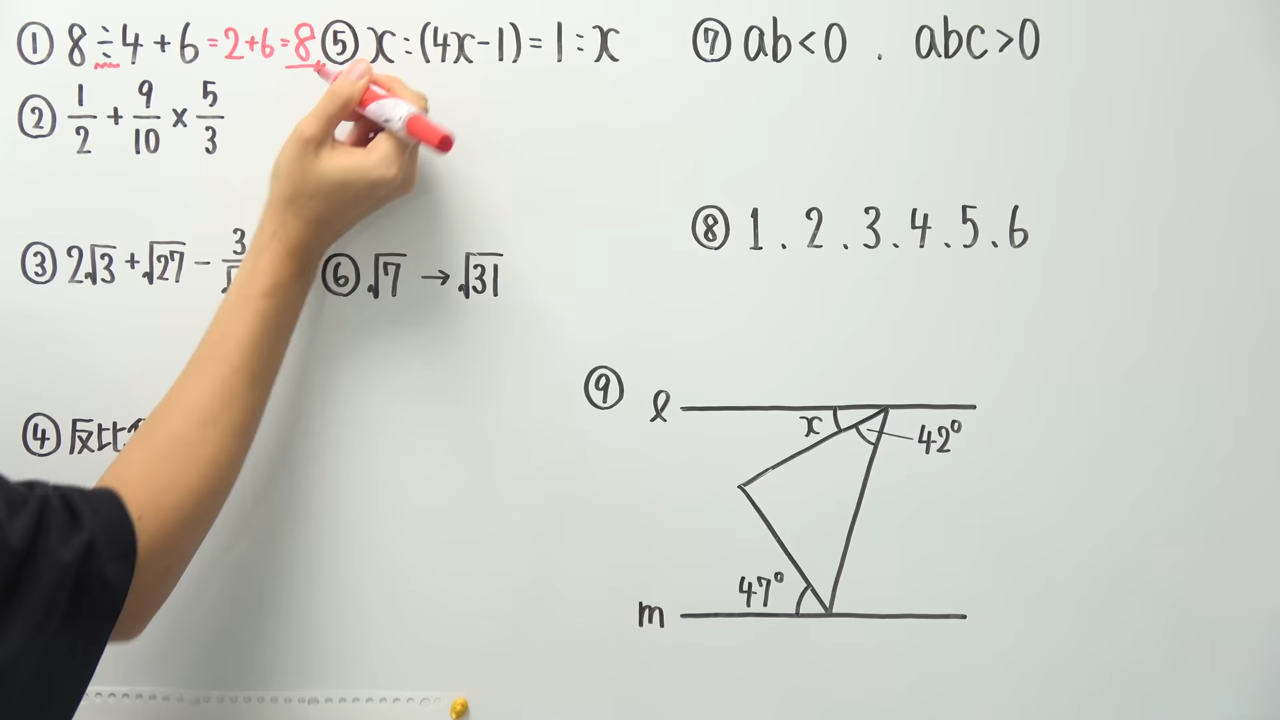 ① 8÷4+6 =2+6=8
② 1/2 + 9/10 × 5/3
③ 2√3+√27−
④ 反比
⑤ x:(4x−1)=1:x
⑥ √7 → √31
⑦ ab<0 . abc>0
⑧ 1 . 2 . 3 . 4 . 5 . 6
⑨ ℓ
x
42°
47°
m